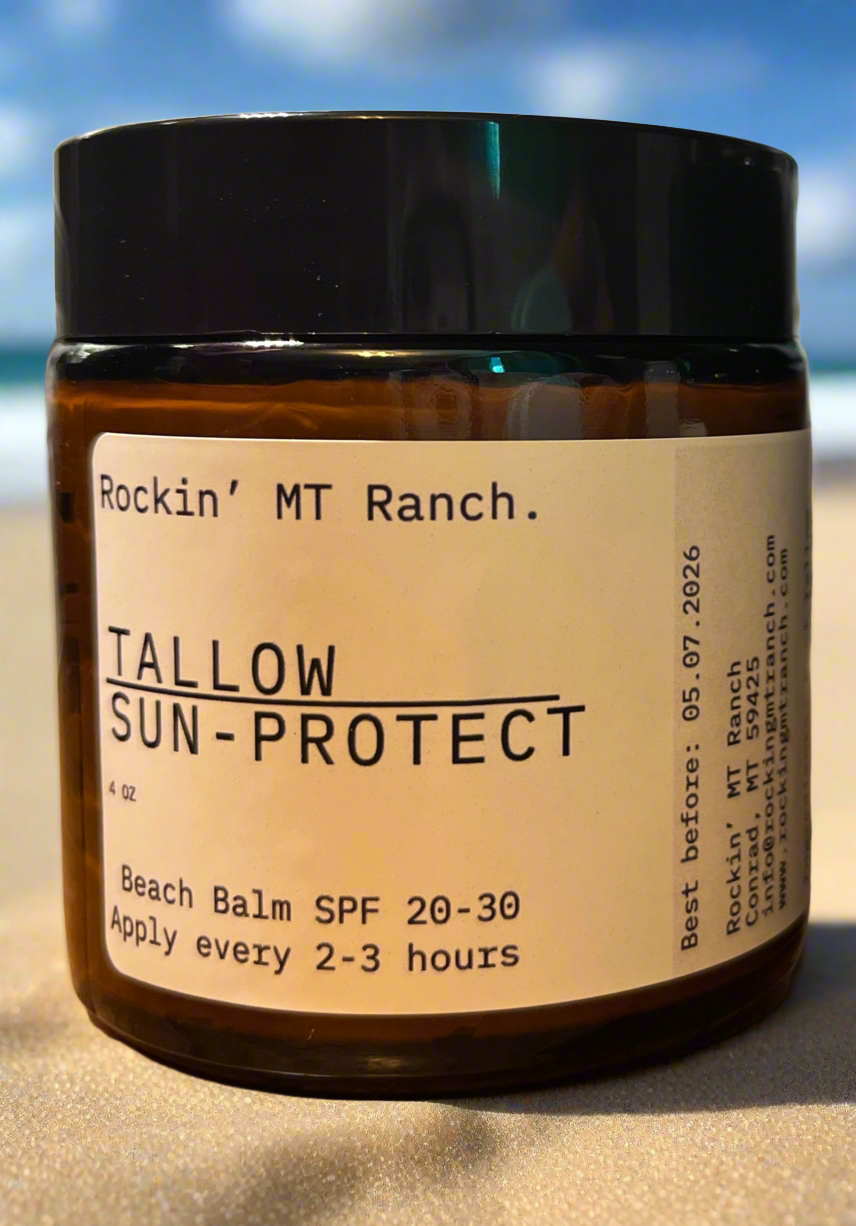 Rockin’ MT Ranch.
TALLOW
SUN-PROTECT
4 oz
Beach Balm SPF 20-30
Apply every 2-3 hours
Best before: 05.07.2026
Rockin’ MT Ranch
Conrad, MT 59425
info@rockingmtranch.com
www.rockingmtranch.com